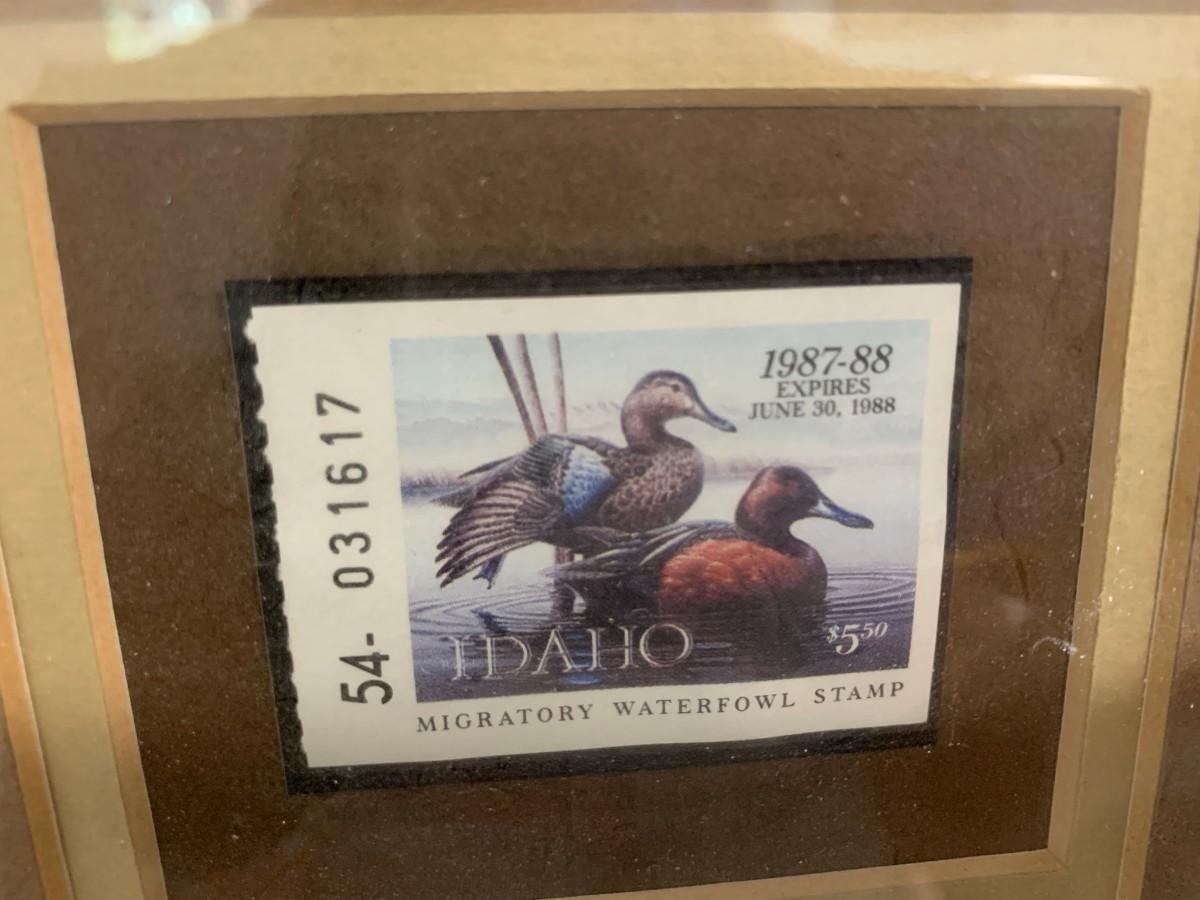 54- 031617
1987-88
EXPIRES
JUNE 30, 1988
IDAHO
$5.50
MIGRATORY WATERFOWL STAMP